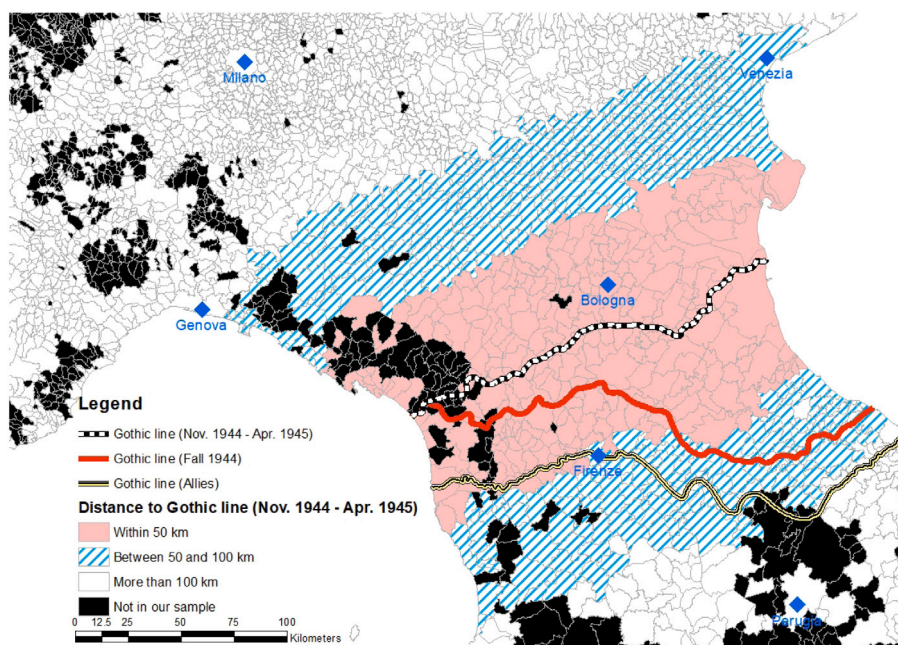 Milano
Venezia
Bologna
Genova
Firenze
Perugia
Legend
Gothic line (Nov. 1944 - Apr. 1945)
Gothic line (Fall 1944)
Gothic line (Allies)
Distance to Gothic line (Nov. 1944 - Apr. 1945)
Within 50 km
Between 50 and 100 km
More than 100 km
Not in our sample
0 12.5 25 50 75 100
Kilometers